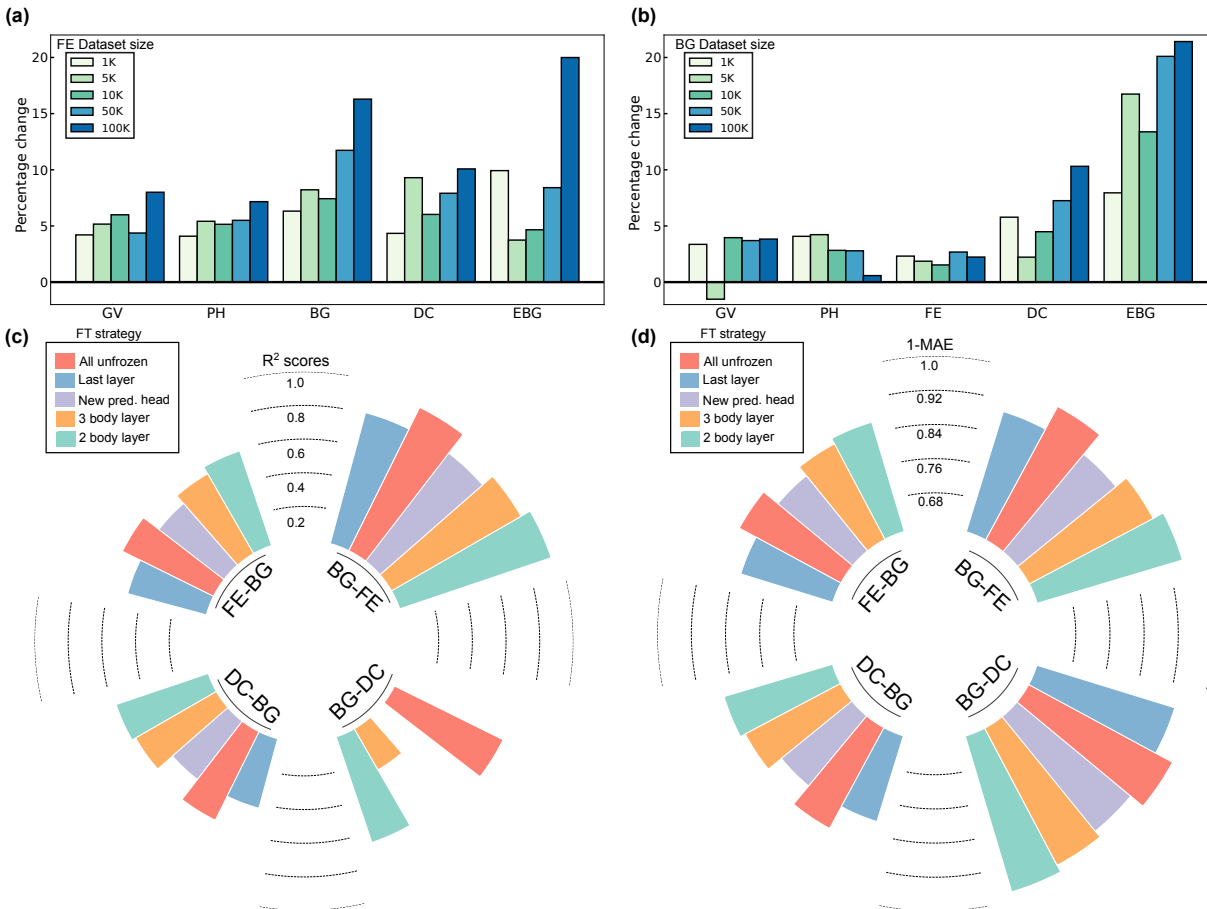 (a)
FE Dataset size
1K
5K
10K
50K
100K
Percentage change
20
15
10
5
0
GV PH BG DC EBG
(b)
BG Dataset size
1K
5K
10K
50K
100K
Percentage change
20
15
10
5
0
GV PH FE DC EBG
(c)
FT strategy
All unfrozen
Last layer
New pred. head
3 body layer
2 body layer
R² scores
1.0
0.8
0.6
0.4
0.2
FE-BG
BG-FE
DC-BG
BG-DC
(d)
FT strategy
All unfrozen
Last layer
New pred. head
3 body layer
2 body layer
1-MAE
1.0
0.92
0.84
0.76
0.68
FE-BG
BG-FE
DC-BG
BG-DC